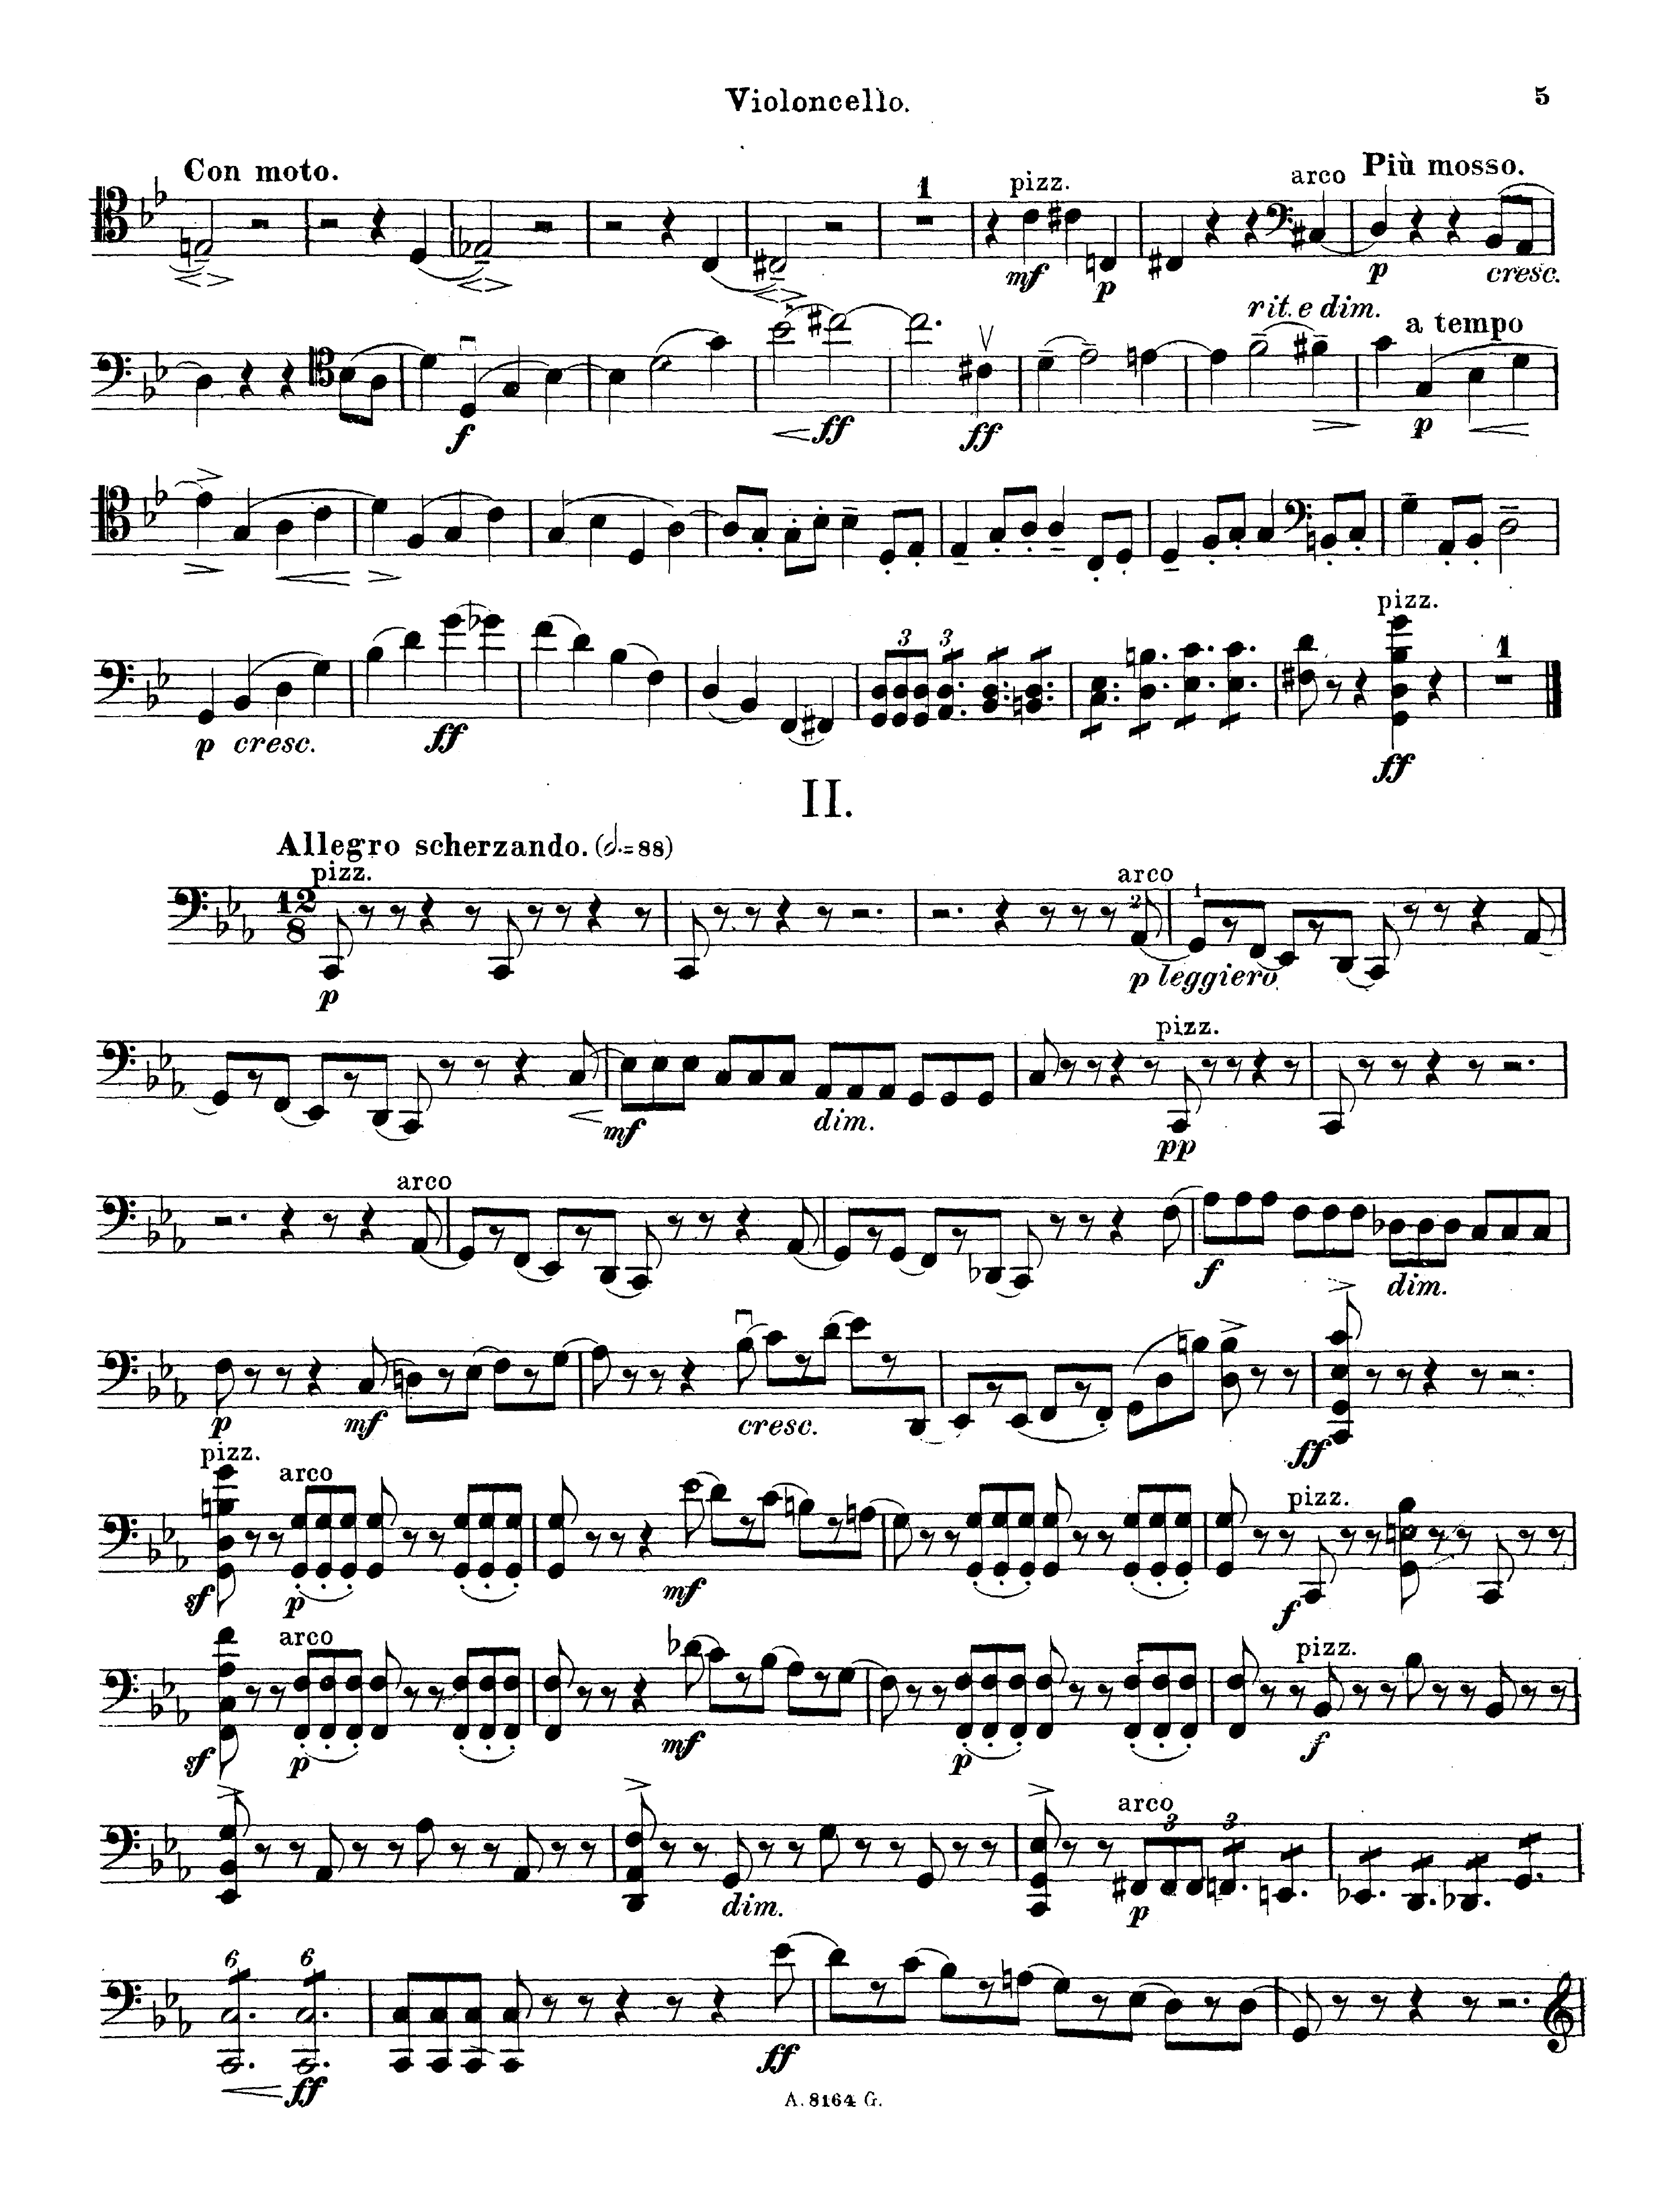 Violoncello. 5
Con moto. 1 pizz. arco Più mosso.
mf p p cresc.
rit. e dim. a tempo
f ff ff p
3 3 pizz. 1
p cresc. ff ff
II.
Allegro scherzando. (𝅗𝅥.=88)
pizz. arco
12 2 1
8
p p leggiero
pizz.
mf dim. pp
arco
f dim.
p mf cresc. ff
pizz. arco pizz.
sf p mf f
arco pizz.
sf p mf p f
arco 3 3
dim. p
6 6
ff ff
A. 8164 G.